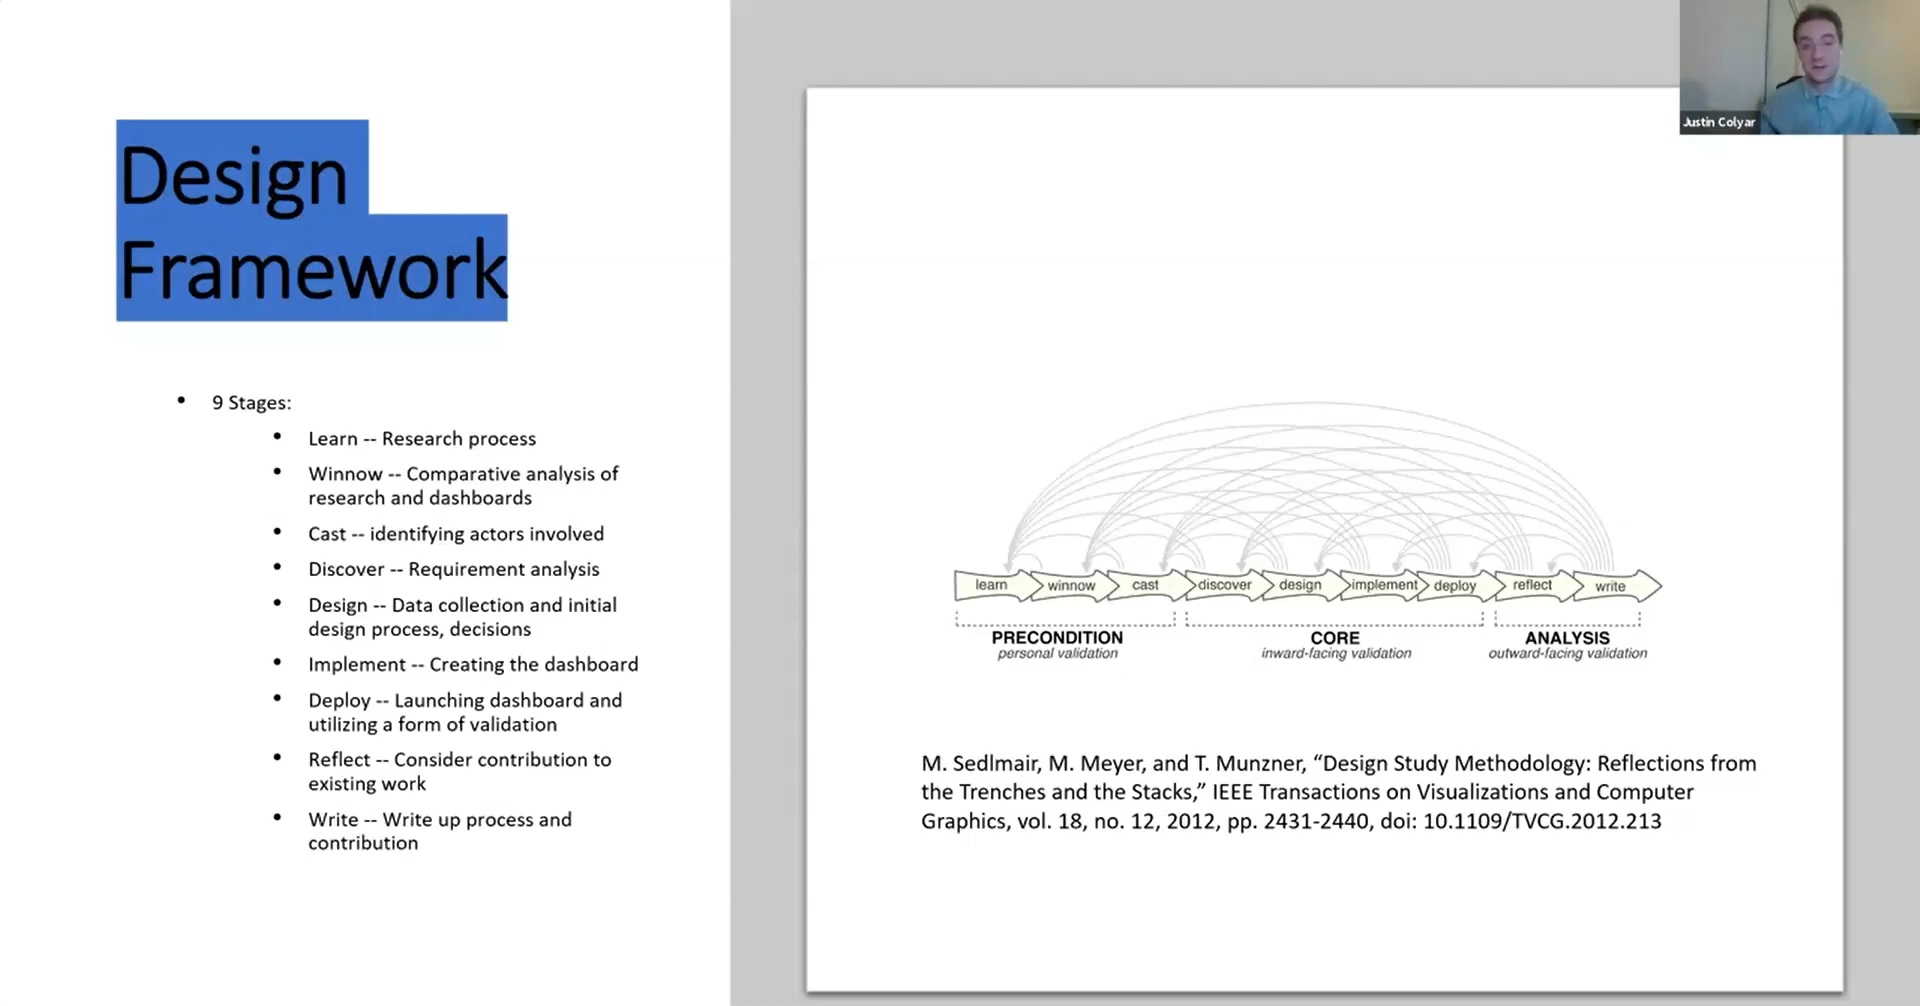 Design
Framework
• 9 Stages:
• Learn -- Research process
• Winnow -- Comparative analysis of
research and dashboards
• Cast -- identifying actors involved
• Discover -- Requirement analysis
• Design -- Data collection and initial
design process, decisions
• Implement -- Creating the dashboard
• Deploy -- Launching dashboard and
utilizing a form of validation
• Reflect -- Consider contribution to
existing work
• Write -- Write up process and
contribution
Justin Colyar
learn winnow cast discover design implement deploy reflect write
PRECONDITION CORE ANALYSIS
personal validation inward-facing validation outward-facing validation
M. Sedlmair, M. Meyer, and T. Munzner, “Design Study Methodology: Reflections from
the Trenches and the Stacks,” IEEE Transactions on Visualizations and Computer
Graphics, vol. 18, no. 12, 2012, pp. 2431-2440, doi: 10.1109/TVCG.2012.213